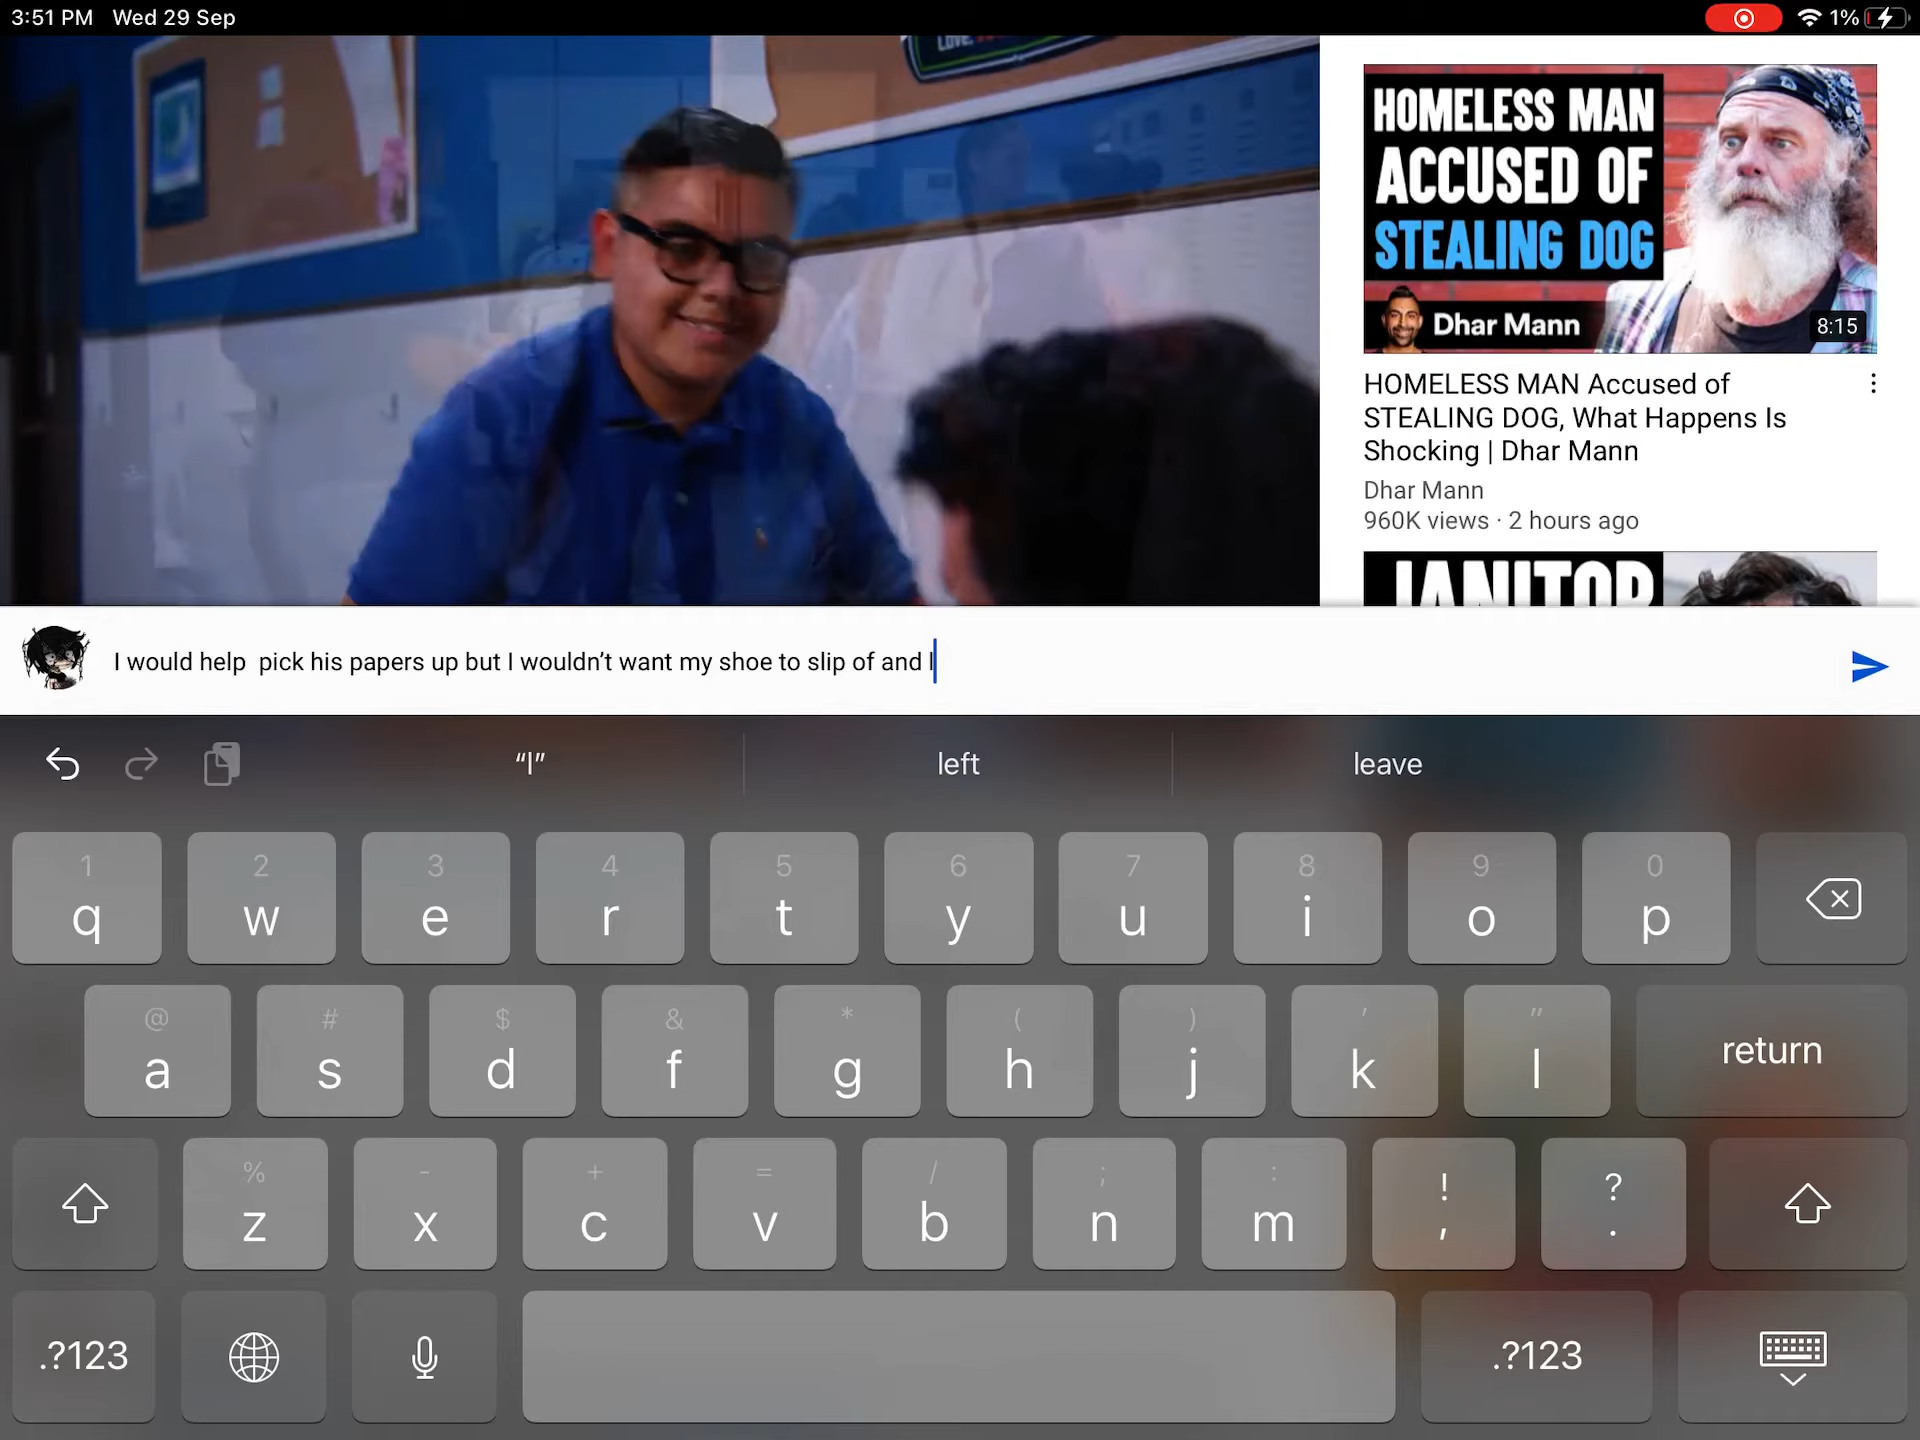 3:51 PM Wed 29 Sep
1%
LOVE.
HOMELESS MAN
ACCUSED OF
STEALING DOG
Dhar Mann
8:15
HOMELESS MAN Accused of
STEALING DOG, What Happens Is
Shocking | Dhar Mann
Dhar Mann
960K views · 2 hours ago
JANITOR
I would help  pick his papers up but I wouldn’t want my shoe to slip of and l
“l” left leave
1 2 3 4 5 6 7 8 9 0
q w e r t y u i o p
@ # $ & * ( ) ' "
a s d f g h j k l return
% - + = / ; : ! ?
z x c v b n m , .
.?123 .?123